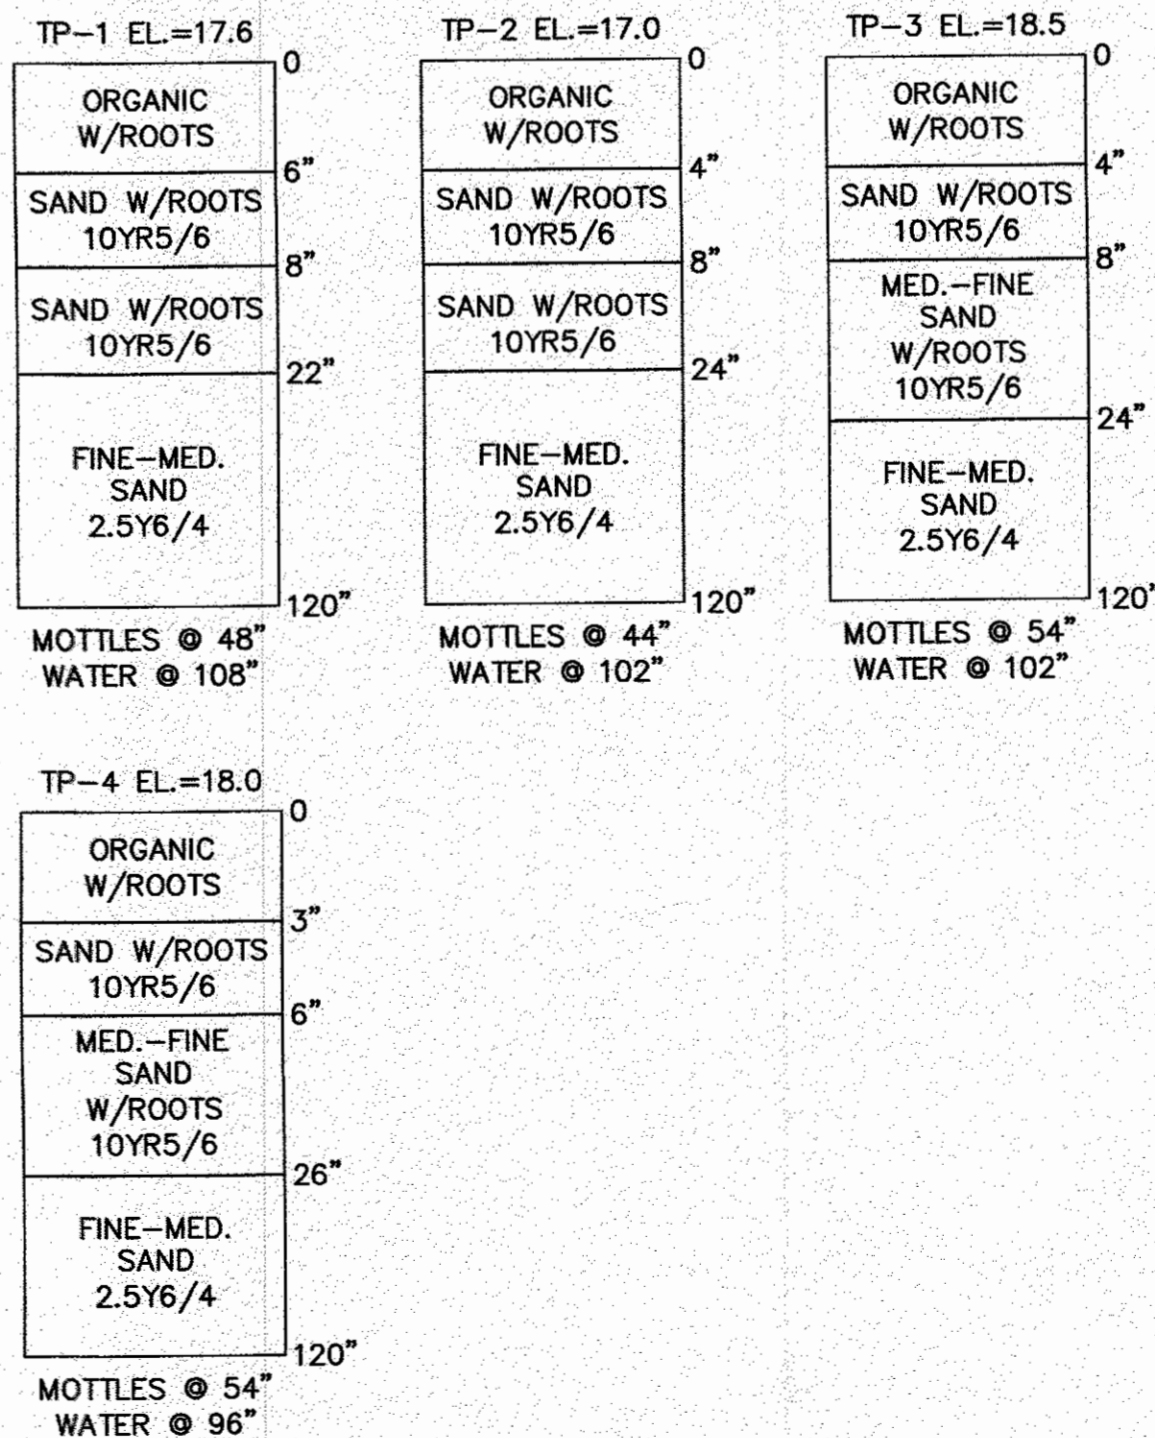 TP-1 EL.=17.6
0
ORGANIC
W/ROOTS
6"
SAND W/ROOTS
10YR5/6
8"
SAND W/ROOTS
10YR5/6
22"
FINE-MED.
SAND
2.5Y6/4
120"
MOTTLES @ 48"
WATER @ 108"
TP-2 EL.=17.0
0
ORGANIC
W/ROOTS
4"
SAND W/ROOTS
10YR5/6
8"
SAND W/ROOTS
10YR5/6
24"
FINE-MED.
SAND
2.5Y6/4
120"
MOTTLES @ 44"
WATER @ 102"
TP-3 EL.=18.5
0
ORGANIC
W/ROOTS
4"
SAND W/ROOTS
10YR5/6
8"
MED.-FINE
SAND
W/ROOTS
10YR5/6
24"
FINE-MED.
SAND
2.5Y6/4
120"
MOTTLES @ 54"
WATER @ 102"
TP-4 EL.=18.0
0
ORGANIC
W/ROOTS
3"
SAND W/ROOTS
10YR5/6
6"
MED.-FINE
SAND
W/ROOTS
10YR5/6
26"
FINE-MED.
SAND
2.5Y6/4
120"
MOTTLES @ 54"
WATER @ 96"